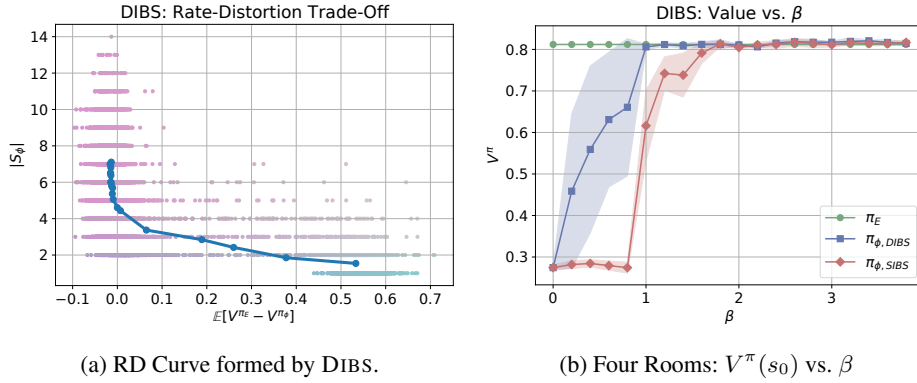 DIBS: Rate-Distortion Trade-Off
14
12
10
8
6
4
2
|S_ϕ|
−0.1 0.0 0.1 0.2 0.3 0.4 0.5 0.6 0.7
𝔼[V^{π_E} − V^{π_ϕ}]
(a) RD Curve formed by DIBS.
DIBS: Value vs. β
0.8
0.7
0.6
0.5
0.4
0.3
V^π
π_E
π_{ϕ,DIBS}
π_{ϕ,SIBS}
0 1 2 3
β
(b) Four Rooms: V^π(s_0) vs. β